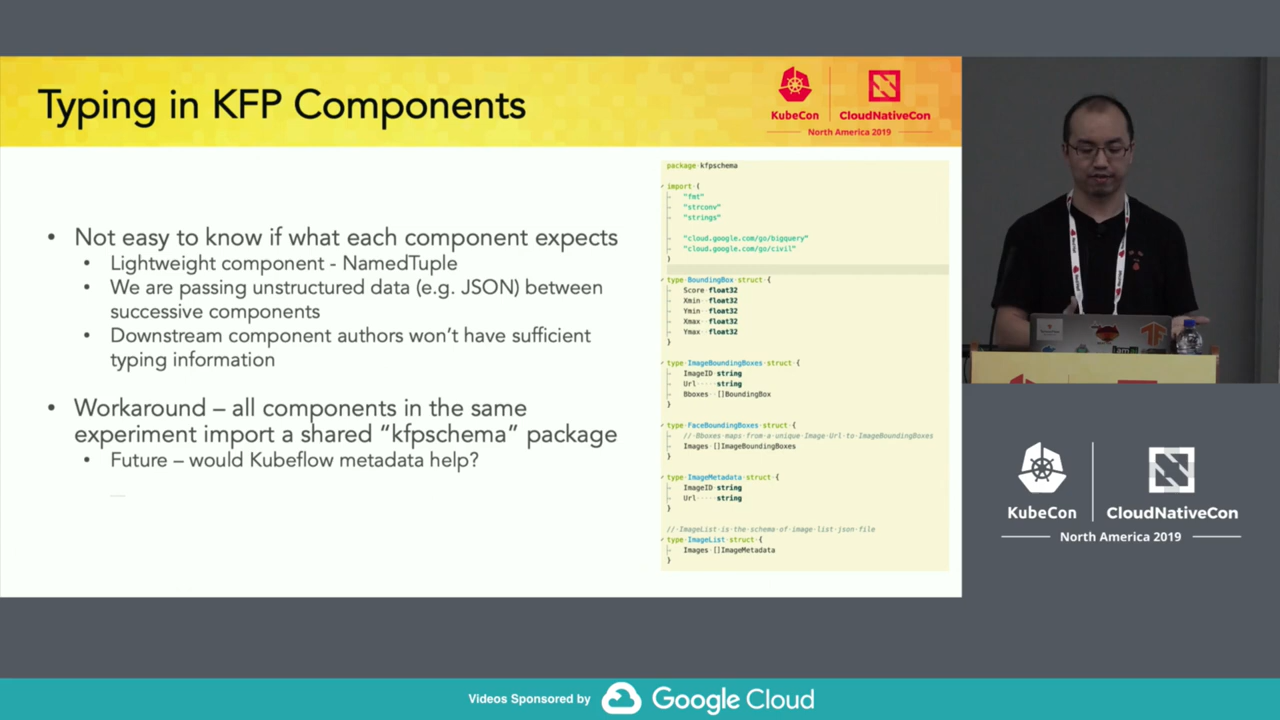 Typing in KFP Components
KubeCon
CloudNativeCon
North America 2019
• Not easy to know if what each component expects
• Lightweight component - NamedTuple
• We are passing unstructured data (e.g. JSON) between
successive components
• Downstream component authors won't have sufficient
typing information
• Workaround – all components in the same
experiment import a shared “kfpschema” package
• Future – would Kubeflow metadata help?
package kfpschema
import (
"fmt"
"strconv"
"strings"
"cloud.google.com/go/bigquery"
"cloud.google.com/go/civil"
)
type BoundingBox struct {
Score float32
Xmin float32
Ymin float32
Xmax float32
Ymax float32
}
type ImageBoundingBoxes struct {
ImageID string
Url string
Bboxes []BoundingBox
}
type FaceBoundingBoxes struct {
// Bboxes maps from a unique Image Url to ImageBoundingBoxes
Images []ImageBoundingBoxes
}
type ImageMetadata struct {
ImageID string
Url string
}
// ImageList is the schema of image list json file
type ImageList struct {
Images []ImageMetadata
}
KubeCon
CloudNativeCon
North America 2019
Videos Sponsored by
Google Cloud